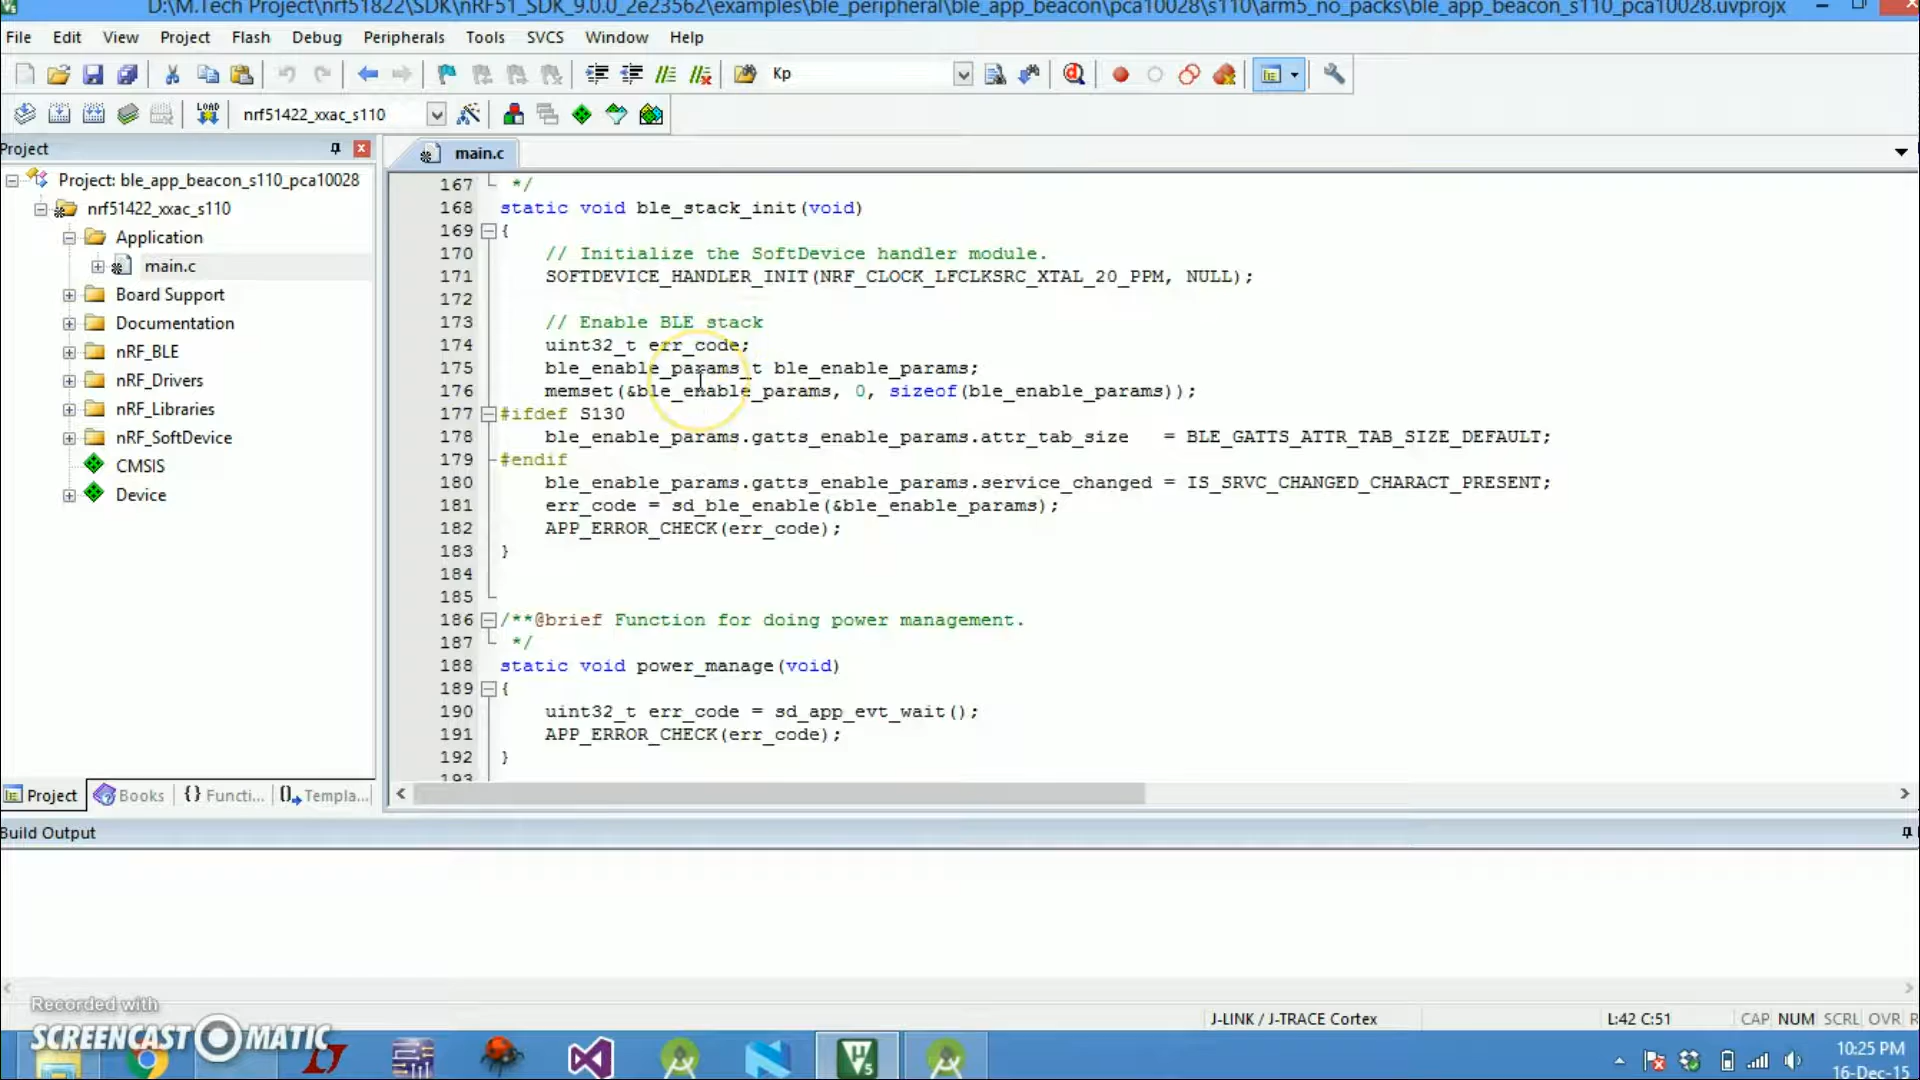 D:\M.Tech Project\nrf51822\SDK\nRF51_SDK_9.0.0_2e23562\examples\ble_peripheral\ble_app_beacon\pca10028\s110\arm5_no_packs\ble_app_beacon_s110_pca10028.uvprojx
File Edit View Project Flash Debug Peripherals Tools SVCS Window Help
Kp
LOAD nrf51422_xxac_s110
Project
main.c
Project: ble_app_beacon_s110_pca10028
nrf51422_xxac_s110
Application
main.c
Board Support
Documentation
nRF_BLE
nRF_Drivers
nRF_Libraries
nRF_SoftDevice
CMSIS
Device
167 */
168 static void ble_stack_init(void)
169 {
170 // Initialize the SoftDevice handler module.
171 SOFTDEVICE_HANDLER_INIT(NRF_CLOCK_LFCLKSRC_XTAL_20_PPM, NULL);
172
173 // Enable BLE stack
174 uint32_t err_code;
175 ble_enable_params_t ble_enable_params;
176 memset(&ble_enable_params, 0, sizeof(ble_enable_params));
177 #ifdef S130
178 ble_enable_params.gatts_enable_params.attr_tab_size = BLE_GATTS_ATTR_TAB_SIZE_DEFAULT;
179 #endif
180 ble_enable_params.gatts_enable_params.service_changed = IS_SRVC_CHANGED_CHARACT_PRESENT;
181 err_code = sd_ble_enable(&ble_enable_params);
182 APP_ERROR_CHECK(err_code);
183 }
184
185
186 /**@brief Function for doing power management.
187 */
188 static void power_manage(void)
189 {
190 uint32_t err_code = sd_app_evt_wait();
191 APP_ERROR_CHECK(err_code);
192 }
193
Project Books {} Functi... 0 Templa...
Build Output
Recorded with
SCREENCAST MATIC
J-LINK / J-TRACE Cortex L:42 C:51 CAP NUM SCRL OVR R
10:25 PM
16-Dec-15